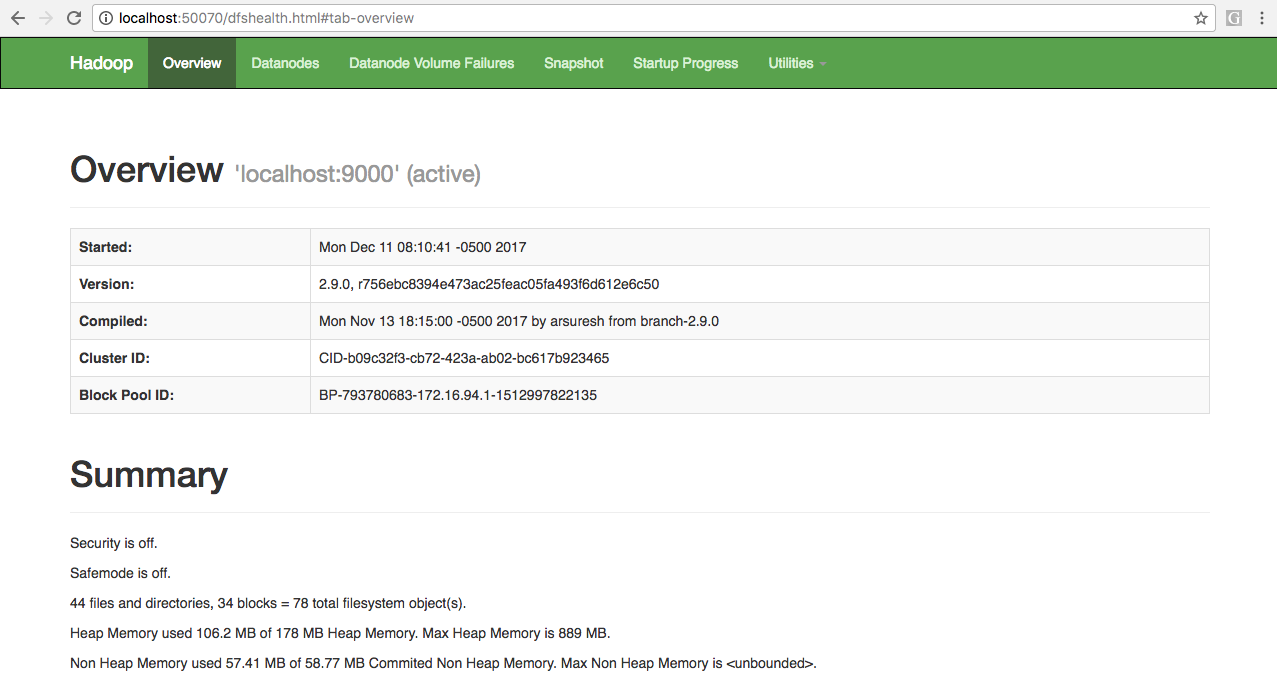 localhost:50070/dfshealth.html#tab-overview
Hadoop Overview Datanodes Datanode Volume Failures Snapshot Startup Progress Utilities
Overview 'localhost:9000' (active)
Started: Mon Dec 11 08:10:41 -0500 2017
Version: 2.9.0, r756ebc8394e473ac25feac05fa493f6d612e6c50
Compiled: Mon Nov 13 18:15:00 -0500 2017 by arsuresh from branch-2.9.0
Cluster ID: CID-b09c32f3-cb72-423a-ab02-bc617b923465
Block Pool ID: BP-793780683-172.16.94.1-1512997822135
Summary
Security is off.
Safemode is off.
44 files and directories, 34 blocks = 78 total filesystem object(s).
Heap Memory used 106.2 MB of 178 MB Heap Memory. Max Heap Memory is 889 MB.
Non Heap Memory used 57.41 MB of 58.77 MB Commited Non Heap Memory. Max Non Heap Memory is <unbounded>.